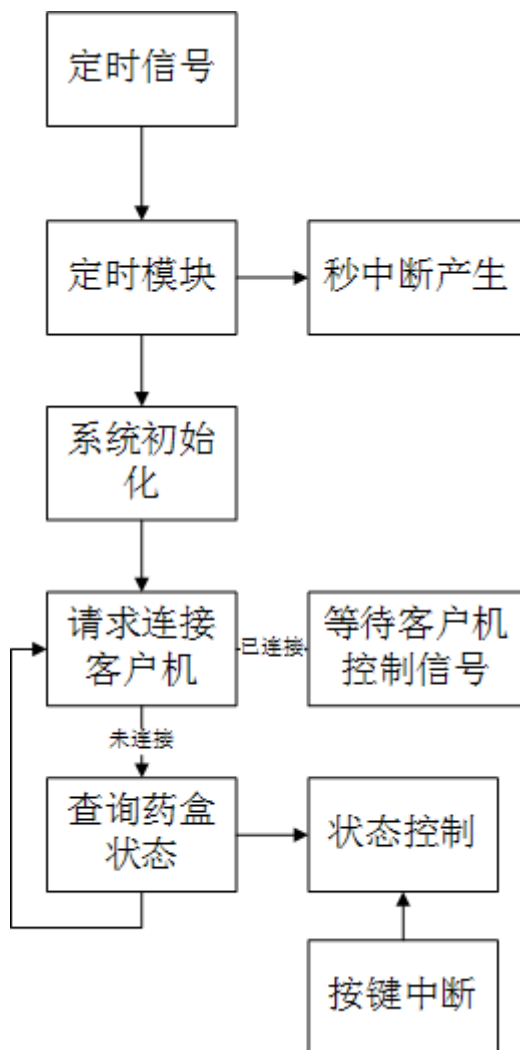 定时信号
定时模块
秒中断产生
系统初始
化
请求连接
客户机
已连接
等待客户机
控制信号
未连接
查询药盒
状态
状态控制
按键中断